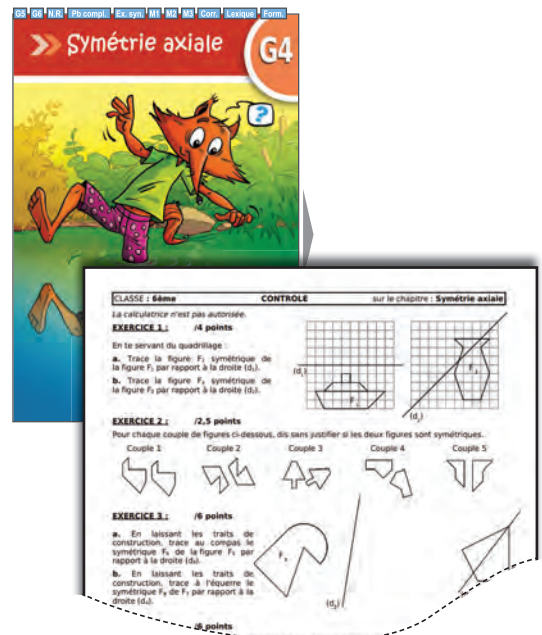 G5 G6 N.R. Pb compl. Ex. syn. M1 M2 M3 Corr. Lexique Form.
Symétrie axiale
G4
?
CLASSE : 6ème CONTROLE sur le chapitre : Symétrie axiale
La calculatrice n'est pas autorisée.
EXERCICE 1 : /4 points
En te servant du quadrillage :
a. Trace la figure F₂ symétrique de
la figure F₁ par rapport à la droite (d₁).
b. Trace la figure F₄ symétrique de
la figure F₃ par rapport à la droite (d₂).
(d₁)
F₁
F₃
(d₂)
EXERCICE 2 : /2,5 points
Pour chaque couple de figures ci-dessous, dis sans justifier si les deux figures sont symétriques.
Couple 1 Couple 2 Couple 3 Couple 4 Couple 5
EXERCICE 3 : /6 points
a. En laissant les traits de
construction, trace au compas le
symétrique de la figure par
rapport à la droite
b. En laissant les traits de
construction, trace à l'équerre le
symétrique de par rapport à la
droite
/6 points